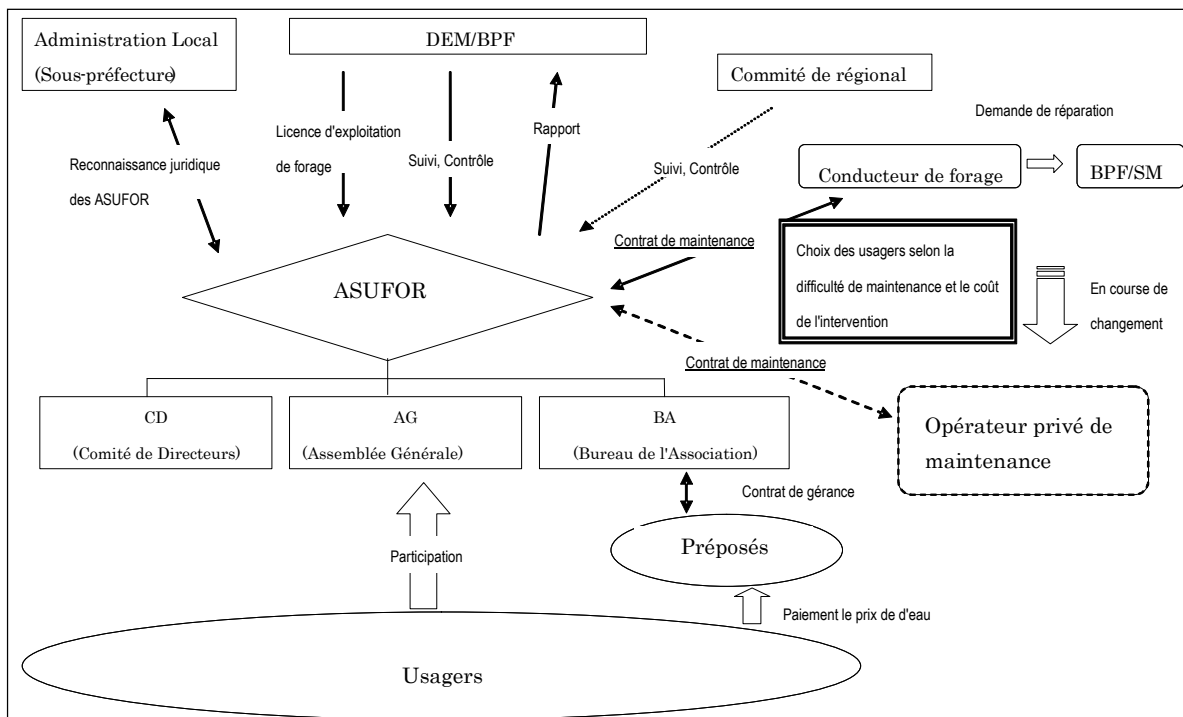 Administration Local
(Sous-préfecture)
DEM/BPF
Commité de régional
Demande de réparation
Licence d'exploitation
de forage
Rapport
Reconnaissance juridique
des ASUFOR
Suivi, Contrôle
Suivi, Contrôle
Conducteur de forage
BPF/SM
Contrat de maintenance
Choix des usagers selon la
difficulté de maintenance et le coût
de l'intervention
En course de
changement
ASUFOR
Contrat de maintenance
CD
(Comité de Directeurs)
AG
(Assemblée Générale)
BA
(Bureau de l'Association)
Opérateur privé de
maintenance
Contrat de gérance
Préposés
Participation
Paiement le prix de d'eau
Usagers